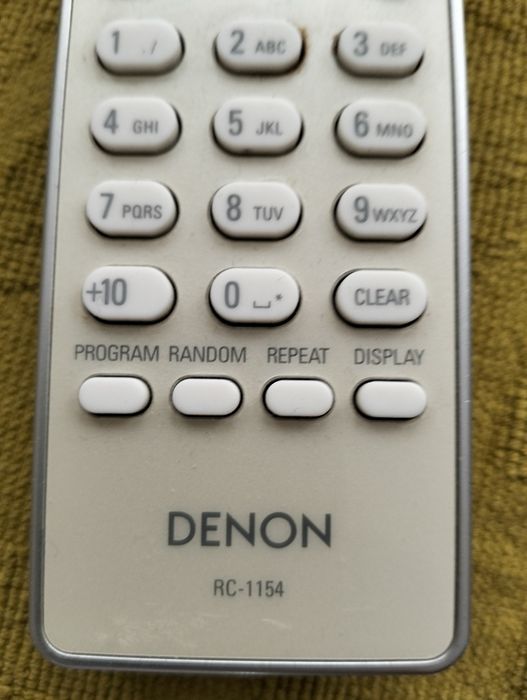 1 ./ 2 ABC 3 DEF
4 GHI 5 JKL 6 MNO
7 PQRS 8 TUV 9 WXYZ
+10 0 ⎵* CLEAR
PROGRAM RANDOM REPEAT DISPLAY
DENON
RC-1154